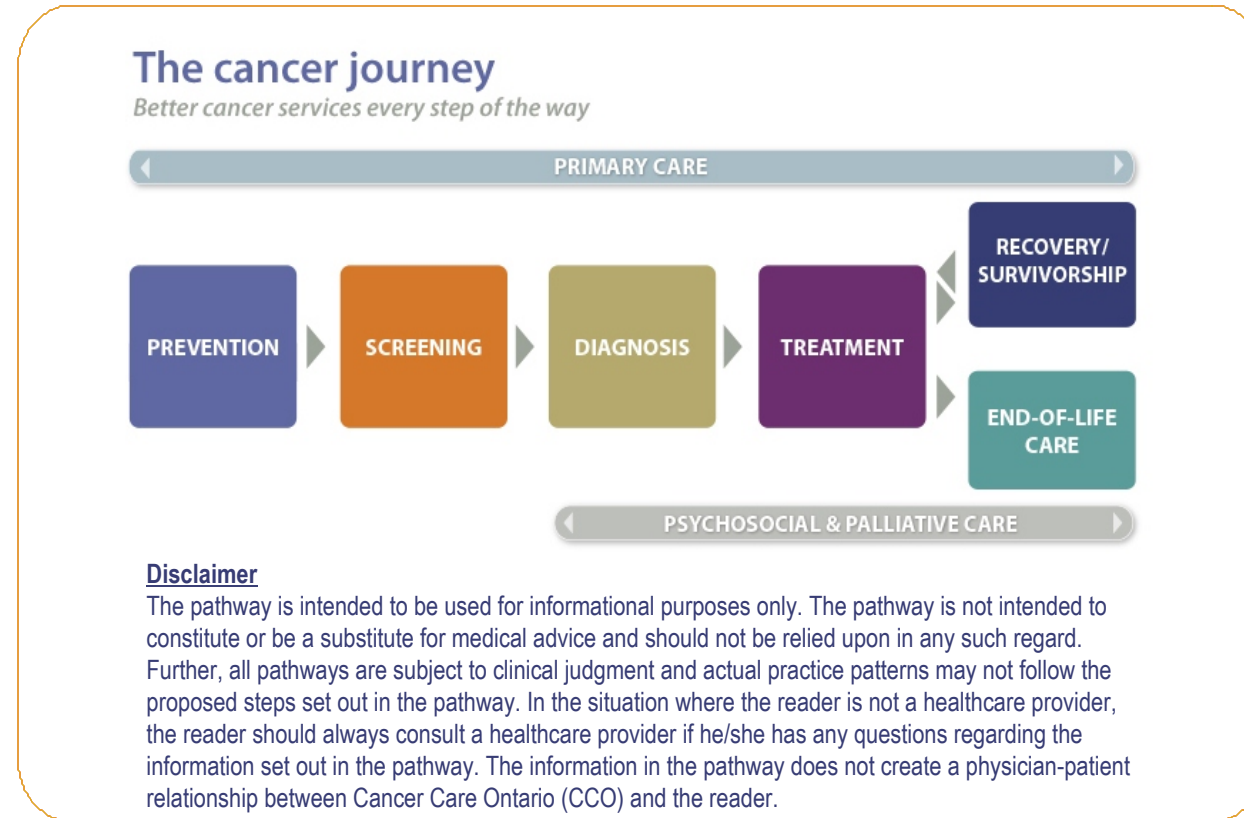 The cancer journey
Better cancer services every step of the way
PRIMARY CARE
PREVENTION
SCREENING
DIAGNOSIS
TREATMENT
RECOVERY/
SURVIVORSHIP
END-OF-LIFE
CARE
PSYCHOSOCIAL & PALLIATIVE CARE
Disclaimer
The pathway is intended to be used for informational purposes only. The pathway is not intended to
constitute or be a substitute for medical advice and should not be relied upon in any such regard.
Further, all pathways are subject to clinical judgment and actual practice patterns may not follow the
proposed steps set out in the pathway. In the situation where the reader is not a healthcare provider,
the reader should always consult a healthcare provider if he/she has any questions regarding the
information set out in the pathway. The information in the pathway does not create a physician-patient
relationship between Cancer Care Ontario (CCO) and the reader.